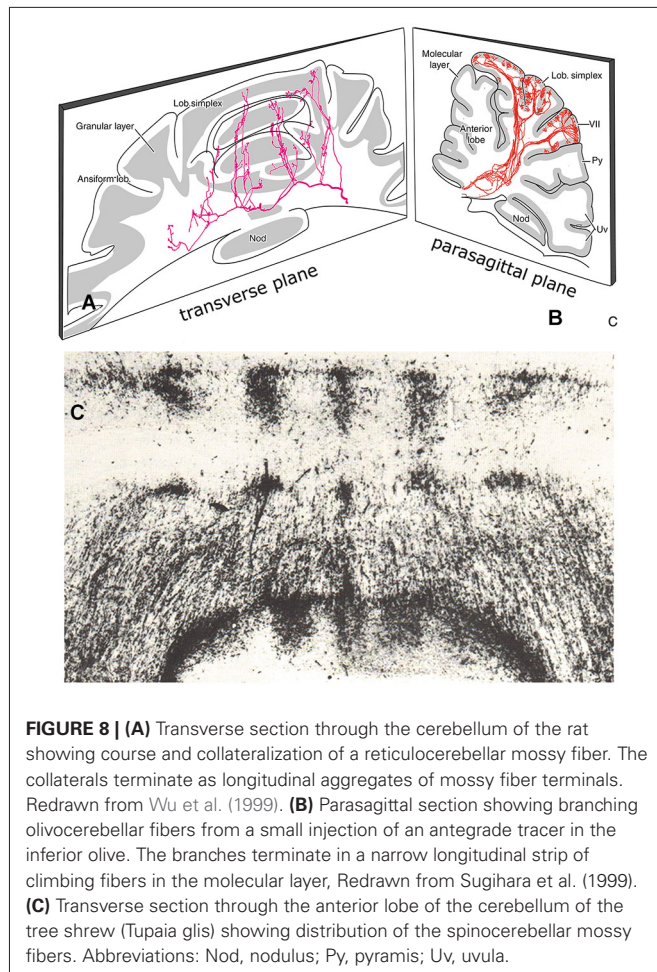 Molecular
layer
Lob. simplex
Lob.simplex
Granular layer
VII
Anterior
lobe
Ansiform lob.
Py
Nod
Nod
Uv
A
transverse plane
parasagittal plane
B
C
C
FIGURE 8 | (A) Transverse section through the cerebellum of the rat
showing course and collateralization of a reticulocerebellar mossy fiber. The
collaterals terminate as longitudinal aggregates of mossy fiber terminals.
Redrawn from Wu et al. (1999). (B) Parasagittal section showing branching
olivocerebellar fibers from a small injection of an antegrade tracer in the
inferior olive. The branches terminate in a narrow longitudinal strip of
climbing fibers in the molecular layer, Redrawn from Sugihara et al. (1999).
(C) Transverse section through the anterior lobe of the cerebellum of the
tree shrew (Tupaia glis) showing distribution of the spinocerebellar mossy
fibers. Abbreviations: Nod, nodulus; Py, pyramis; Uv, uvula.